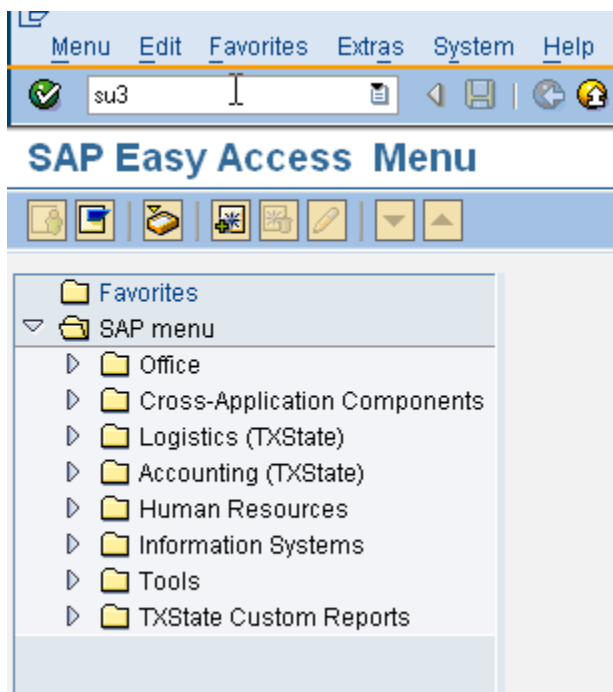 Menu Edit Favorites Extras System Help
su3
SAP Easy Access Menu
Favorites
SAP menu
Office
Cross-Application Components
Logistics (TXState)
Accounting (TXState)
Human Resources
Information Systems
Tools
TXState Custom Reports